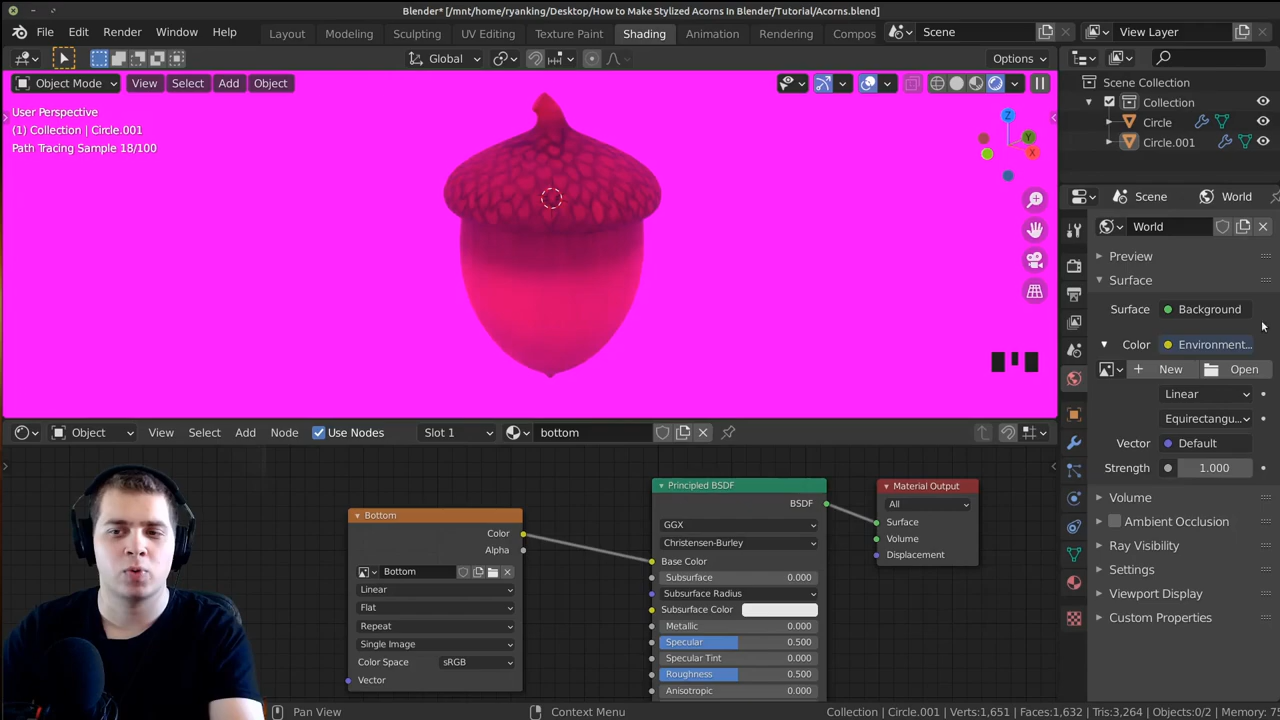 Blender* [/mnt/home/ryanking/Desktop/How to Make Stylized Acorns In Blender/Tutorial/Acorns.blend]
File Edit Render Window Help Layout Modeling Sculpting UV Editing Texture Paint Shading Animation Rendering Compos Scene View Layer
Global Options
Object Mode View Select Add Object
Scene Collection
Collection
Circle
Circle.001
User Perspective
(1) Collection | Circle.001
Path Tracing Sample 18/100
Z
Y
X
Scene World
World
Preview
Surface
Surface Background
Color Environment...
New Open
Linear
Equirectangu...
Vector Default
Strength 1.000
Volume
Ambient Occlusion
Ray Visibility
Settings
Viewport Display
Custom Properties
Object View Select Add Node Use Nodes Slot 1 bottom
Bottom
Color
Alpha
Bottom
Linear
Flat
Repeat
Single Image
Color Space sRGB
Vector
Principled BSDF
BSDF
GGX
Christensen-Burley
Base Color
Subsurface 0.000
Subsurface Radius
Subsurface Color
Metallic 0.000
Specular 0.500
Specular Tint 0.000
Roughness 0.500
Anisotropic 0.000
Material Output
All
Surface
Volume
Displacement
Pan View Context Menu Collection | Circle.001 Verts:1,651 | Faces:1,632 | Tris:3,264 | Objects:0/2 | Memory: 75